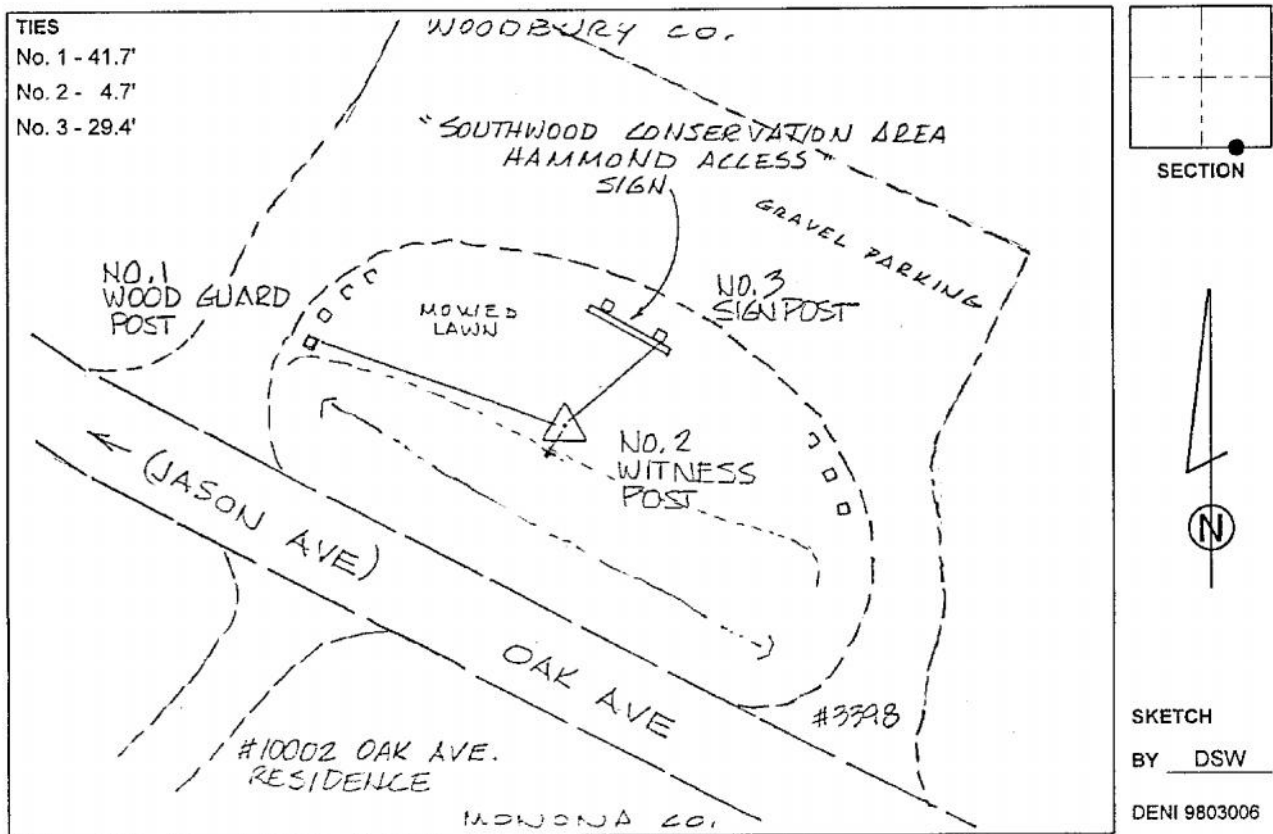 TIES
No. 1 - 41.7'
No. 2 - 4.7'
No. 3 - 29.4'
WOODBURY CO.
"SOUTHWOOD CONSERVATION AREA
HAMMOND ACCESS"
SIGN
GRAVEL PARKING
NO. 1
WOOD GUARD
POST
MOWED
LAWN
NO. 3
SIGN POST
NO. 2
WITNESS
POST
(JASON AVE)
OAK AVE
#3398
#10002 OAK AVE.
RESIDENCE
MONONA CO.
SECTION
N
SKETCH
BY DSW
DENI 9803006